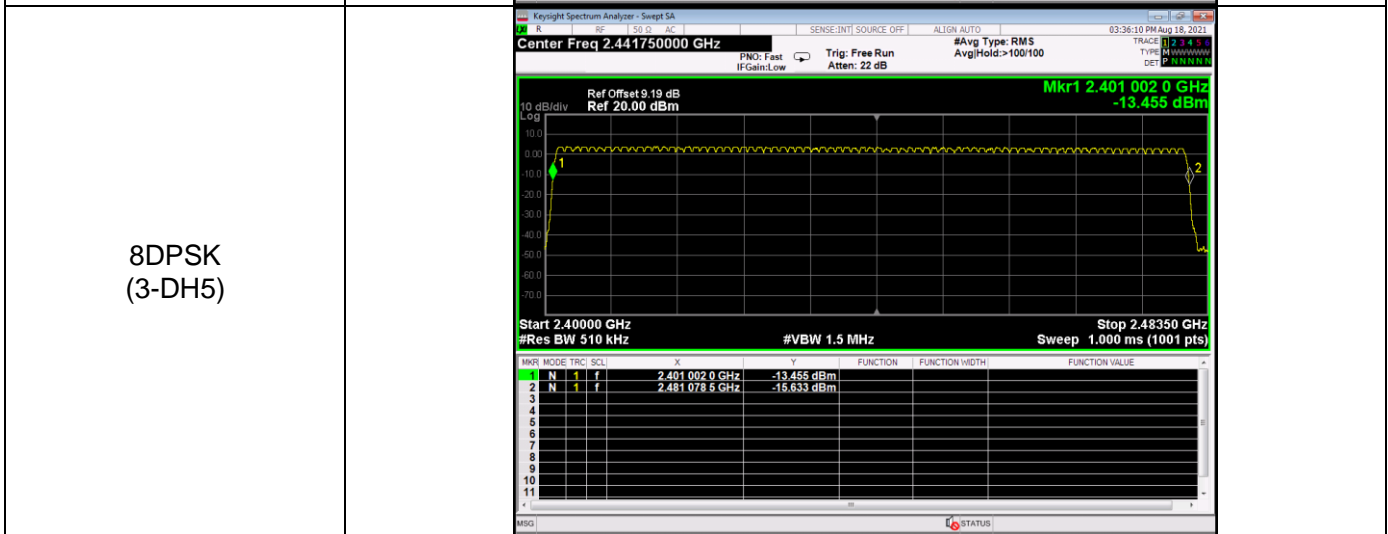 8DPSK
(3-DH5)
Keysight Spectrum Analyzer - Swept SA
R RF 50 Ω AC SENSE:INT SOURCE OFF ALIGN AUTO 03:36:10 PM Aug 18, 2021
Center Freq 2.441750000 GHz #Avg Type: RMS TRACE 1 2 3 4 5 6
PNO: Fast Trig: Free Run Avg|Hold:>100/100 TYPE M WWWWW
IFGain:Low Atten: 22 dB DET P N N N N N
Mkr1 2.401 002 0 GHz
Ref Offset 9.19 dB
10 dB/div Ref 20.00 dBm -13.455 dBm
Log
10.0
0.00
1
-10.0
2
-20.0
-30.0
-40.0
-50.0
-60.0
-70.0
Start 2.40000 GHz Stop 2.48350 GHz
#Res BW 510 kHz #VBW 1.5 MHz Sweep 1.000 ms (1001 pts)
MKR MODE TRC SCL X Y FUNCTION FUNCTION WIDTH FUNCTION VALUE
1 N 1 f 2.401 002 0 GHz -13.455 dBm
2 N 1 f 2.481 078 5 GHz -15.633 dBm
3
4
5
6
7
8
9
10
11
MSG STATUS